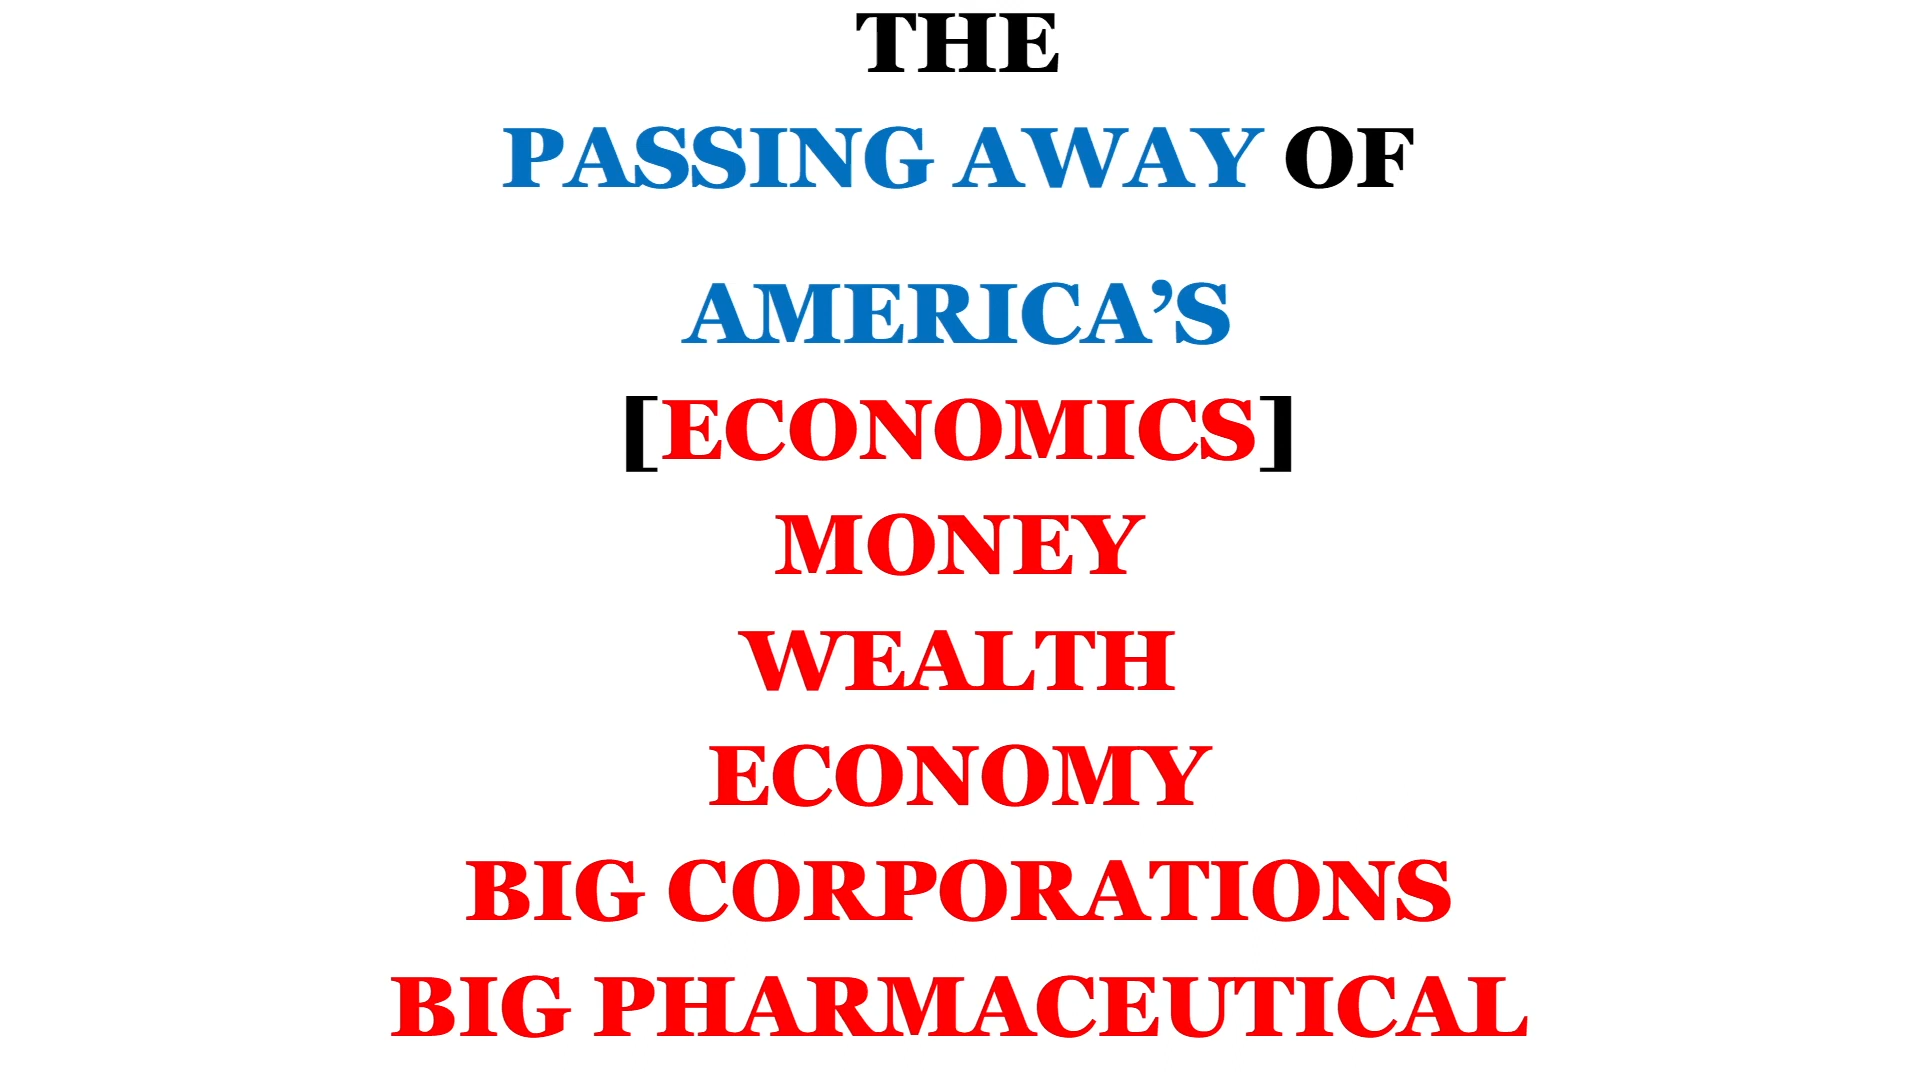 THE
PASSING AWAY OF
AMERICA’S
[ECONOMICS]
MONEY
WEALTH
ECONOMY
BIG CORPORATIONS
BIG PHARMACEUTICAL